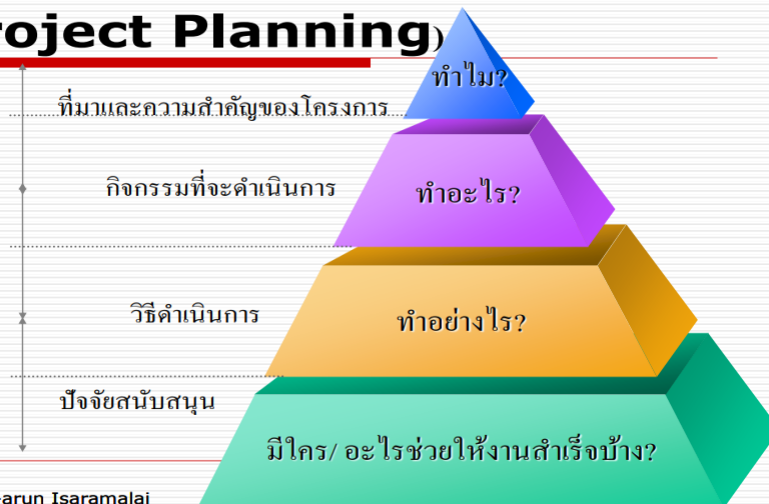 roject Planning)
ทำไม?
ที่มาและความสำคัญของโครงการ
กิจกรรมที่จะดำเนินการ
ทำอะไร?
วิธีดำเนินการ
ทำอย่างไร?
ปัจจัยสนับสนุน
มีใคร/ อะไรช่วยให้งานสำเร็จบ้าง?
arun Isaramalai